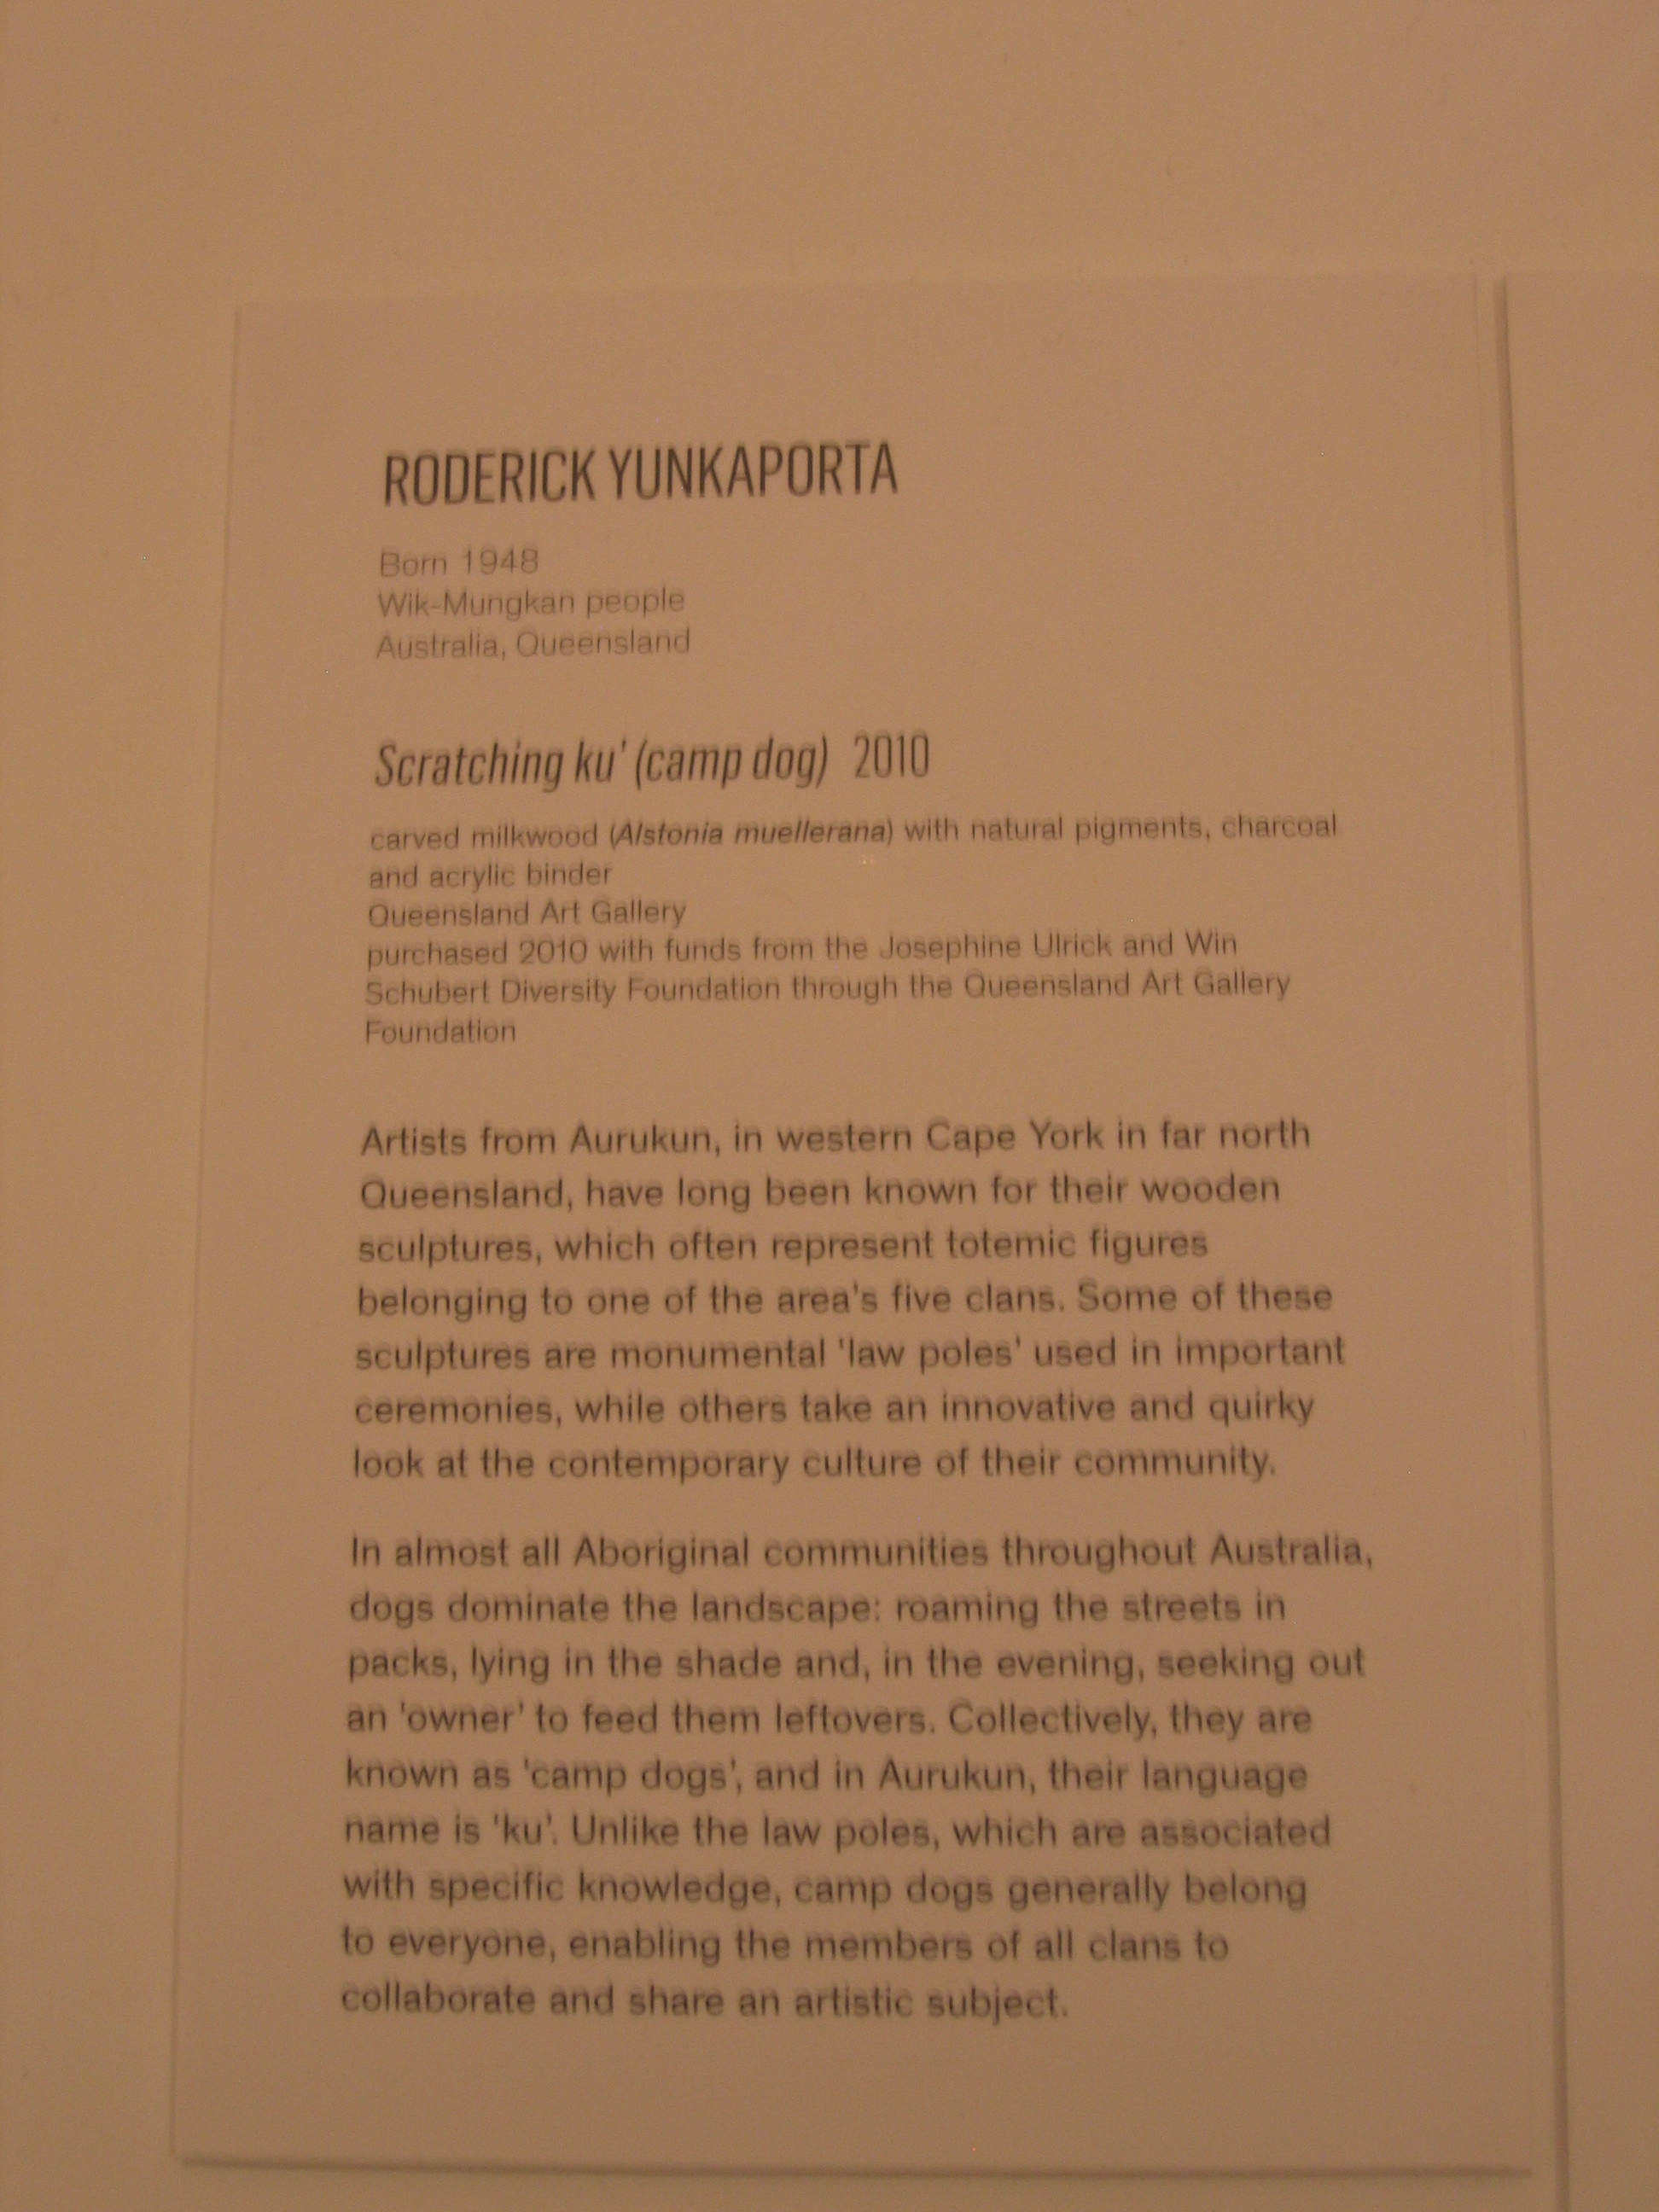 RODERICK YUNKAPORTA
Born 1948
Wik-Mungkan people
Australia, Queensland
Scratching ku' (camp dog) 2010
carved milkwood (Alstonia muellerana) with natural pigments, charcoal
and acrylic binder
Queensland Art Gallery
purchased 2010 with funds from the Josephine Ulrick and Win
Schubert Diversity Foundation through the Queensland Art Gallery
Foundation
Artists from Aurukun, in western Cape York in far north
Queensland, have long been known for their wooden
sculptures, which often represent totemic figures
belonging to one of the area's five clans. Some of these
sculptures are monumental 'law poles' used in important
ceremonies, while others take an innovative and quirky
look at the contemporary culture of their community.
In almost all Aboriginal communities throughout Australia,
dogs dominate the landscape: roaming the streets in
packs, lying in the shade and, in the evening, seeking out
an 'owner' to feed them leftovers. Collectively, they are
known as 'camp dogs', and in Aurukun, their language
name is 'ku'. Unlike the law poles, which are associated
with specific knowledge, camp dogs generally belong
to everyone, enabling the members of all clans to
collaborate and share an artistic subject.